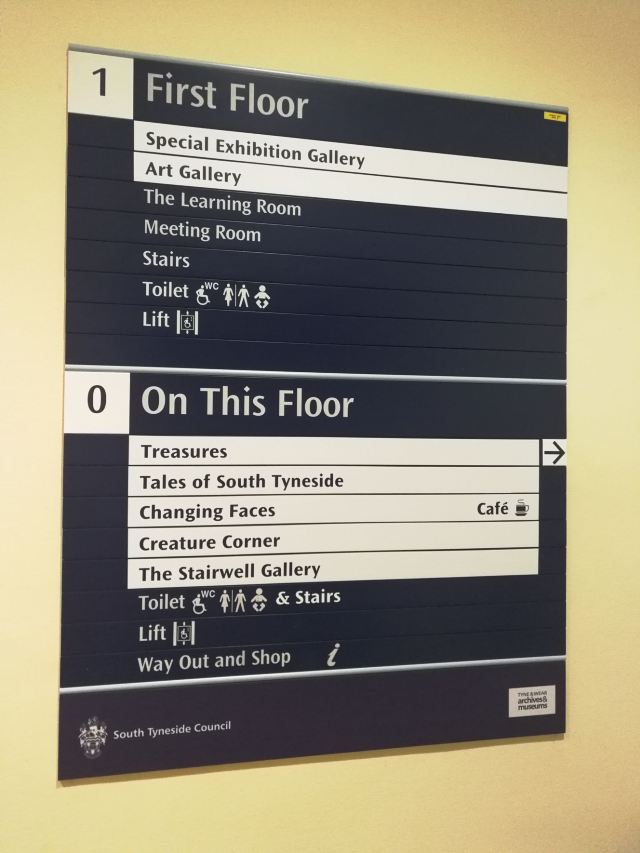 1 First Floor
Special Exhibition Gallery
Art Gallery
The Learning Room
Meeting Room
Stairs
Toilet WC
Lift
0 On This Floor
Treasures →
Tales of South Tyneside
Changing Faces Café
Creature Corner
The Stairwell Gallery
Toilet WC & Stairs
Lift
Way Out and Shop i
TYNE & WEAR
archives&
museums
South Tyneside Council